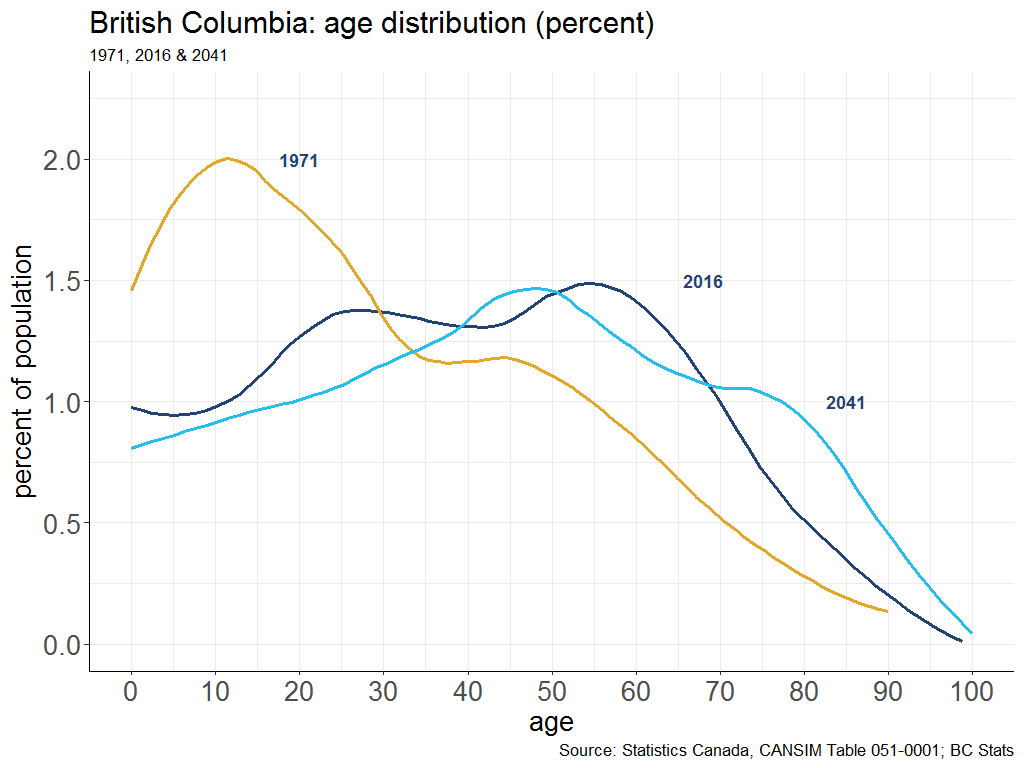 British Columbia: age distribution (percent)
1971, 2016 & 2041
percent of population
2.0
1.5
1.0
0.5
0.0
1971
2016
2041
0 10 20 30 40 50 60 70 80 90 100
age
Source: Statistics Canada, CANSIM Table 051-0001; BC Stats